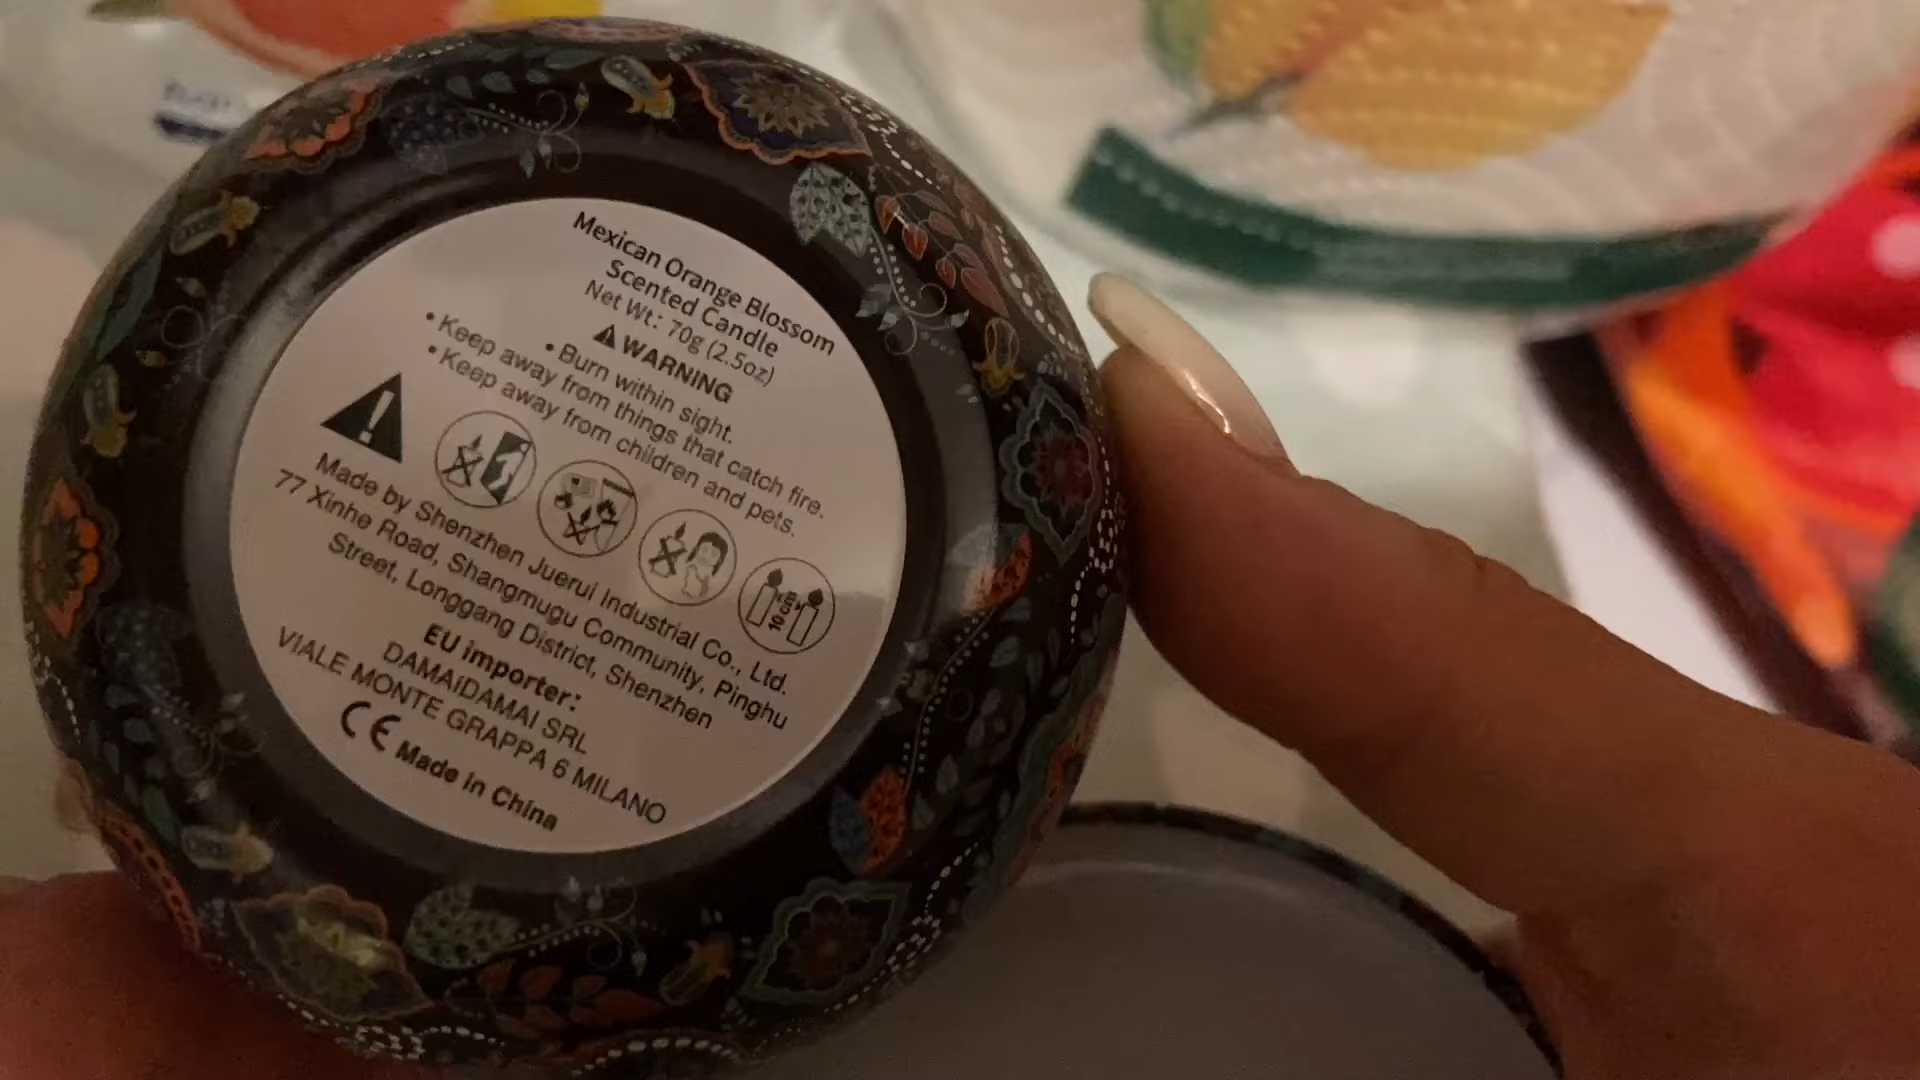 Mexican Orange Blossom
Scented Candle
Net Wt: 70g (2.5oz)
WARNING
• Burn within sight.
• Keep away from things that catch fire.
• Keep away from children and pets.
10 cm
Made by Shenzhen Juerui Industrial Co., Ltd.
77 Xinhe Road, Shangmugu Community, Pinghu
Street, Longgang District, Shenzhen
EU importer:
DAMAIDAMAI SRL
VIALE MONTE GRAPPA 6 MILANO
CE Made in China